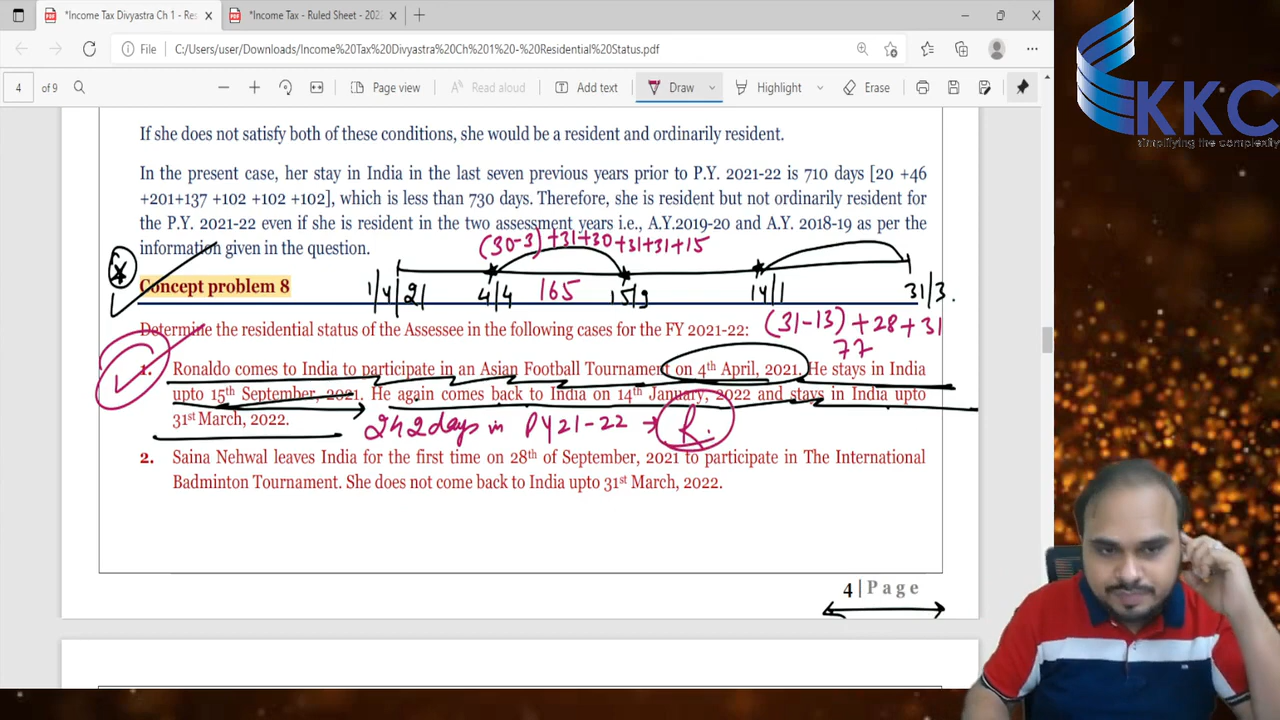 *Income Tax Divyastra Ch 1 - Res
*Income Tax - Ruled Sheet - 202
File
C:/Users/user/Downloads/Income%20Tax%20Divyastra%20Ch%201%20-%20Residential%20Status.pdf
4 of 9
Page view
Read aloud
Add text
Draw
Highlight
Erase
KKC
simplifying the complexity
If she does not satisfy both of these conditions, she would be a resident and ordinarily resident.
In the present case, her stay in India in the last seven previous years prior to P.Y. 2021-22 is 710 days [20 +46
+201+137 +102 +102 +102], which is less than 730 days. Therefore, she is resident but not ordinarily resident for
the P.Y. 2021-22 even if she is resident in the two assessment years i.e., A.Y.2019-20 and A.Y. 2018-19 as per the
information given in the question.
(30-3)+31+30+31+31+15
Concept problem 8
1/4/21 4/4 165 15/9 14/1 31/3.
Determine the residential status of the Assessee in the following cases for the FY 2021-22:
(31-13)+28+31
77
1. Ronaldo comes to India to participate in an Asian Football Tournament on 4th April, 2021. He stays in India
upto 15th September, 2021. He again comes back to India on 14th January, 2022 and stays in India upto
31st March, 2022.
242days in PY21-22 → R.
2. Saina Nehwal leaves India for the first time on 28th of September, 2021 to participate in The International
Badminton Tournament. She does not come back to India upto 31st March, 2022.
4|Page